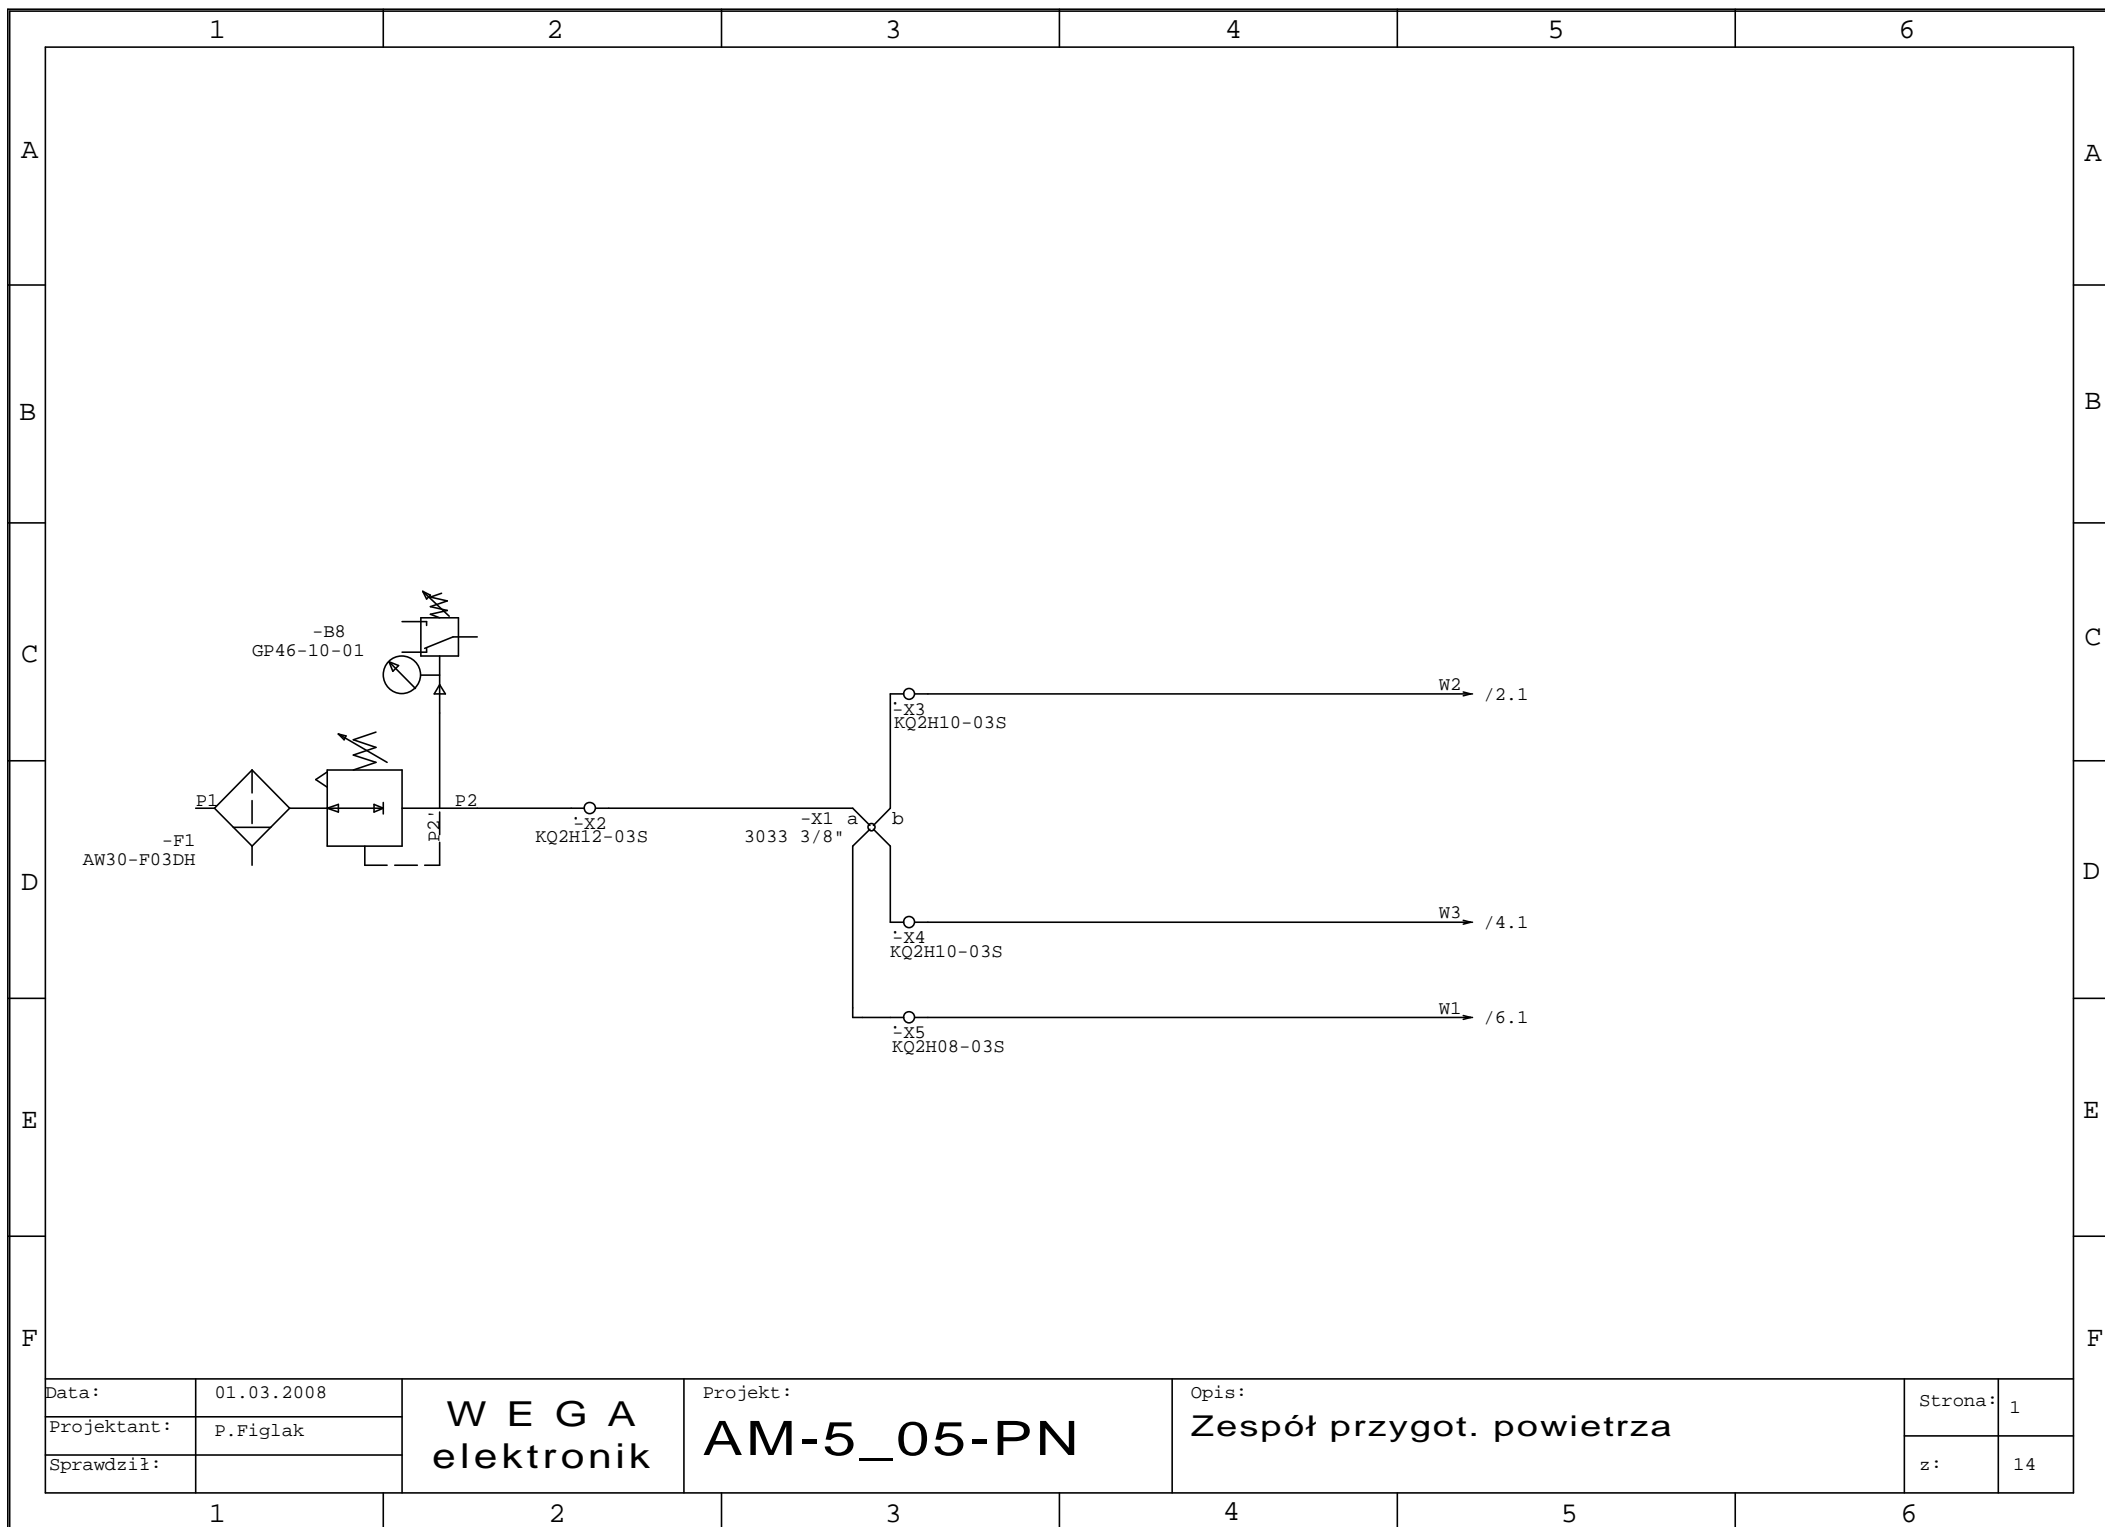 1 2 3 4 5 6
A A
B B
-B8
GP46-10-01
C C
W2 /2.1
-X3
KQ2H10-03S
P1 P2
P2'
-X2
KQ2H12-03S
-X1 a b
3033 3/8"
-F1
AW30-F03DH
D D
W3 /4.1
-X4
KQ2H10-03S
W1 /6.1
-X5
KQ2H08-03S
E E
F F
Data: 01.03.2008
Projektant: P.Figlak
Sprawdził:
W E G A
elektronik
Projekt:
AM-5_05-PN
Opis:
Zespół przygot. powietrza
Strona: 1
z: 14
1 2 3 4 5 6